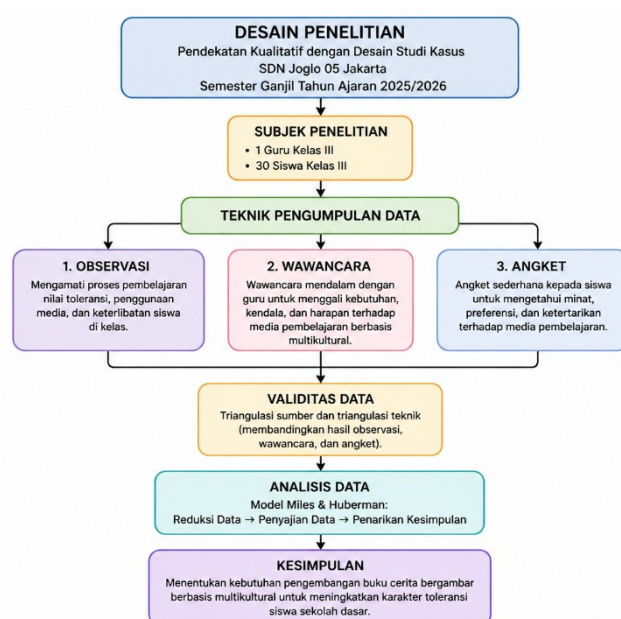 DESAIN PENELITIAN
Pendekatan Kualitatif dengan Desain Studi Kasus
SDN Joglo 05 Jakarta
Semester Ganjil Tahun Ajaran 2025/2026
SUBJEK PENELITIAN
• 1 Guru Kelas III
• 30 Siswa Kelas III
TEKNIK PENGUMPULAN DATA
1. OBSERVASI
Mengamati proses pembelajaran
nilai toleransi, penggunaan
media, dan keterlibatan siswa
di kelas.
2. WAWANCARA
Wawancara mendalam dengan
guru untuk menggali kebutuhan,
kendala, dan harapan terhadap
media pembelajaran berbasis
multikultural.
3. ANGKET
Angket sederhana kepada siswa
untuk mengetahui minat,
preferensi, dan ketertarikan
terhadap media pembelajaran.
VALIDITAS DATA
Triangulasi sumber dan triangulasi teknik
(membandingkan hasil observasi,
wawancara, dan angket).
ANALISIS DATA
Model Miles & Huberman:
Reduksi Data → Penyajian Data → Penarikan Kesimpulan
KESIMPULAN
Menentukan kebutuhan pengembangan buku cerita bergambar
berbasis multikultural untuk meningkatkan karakter toleransi
siswa sekolah dasar.